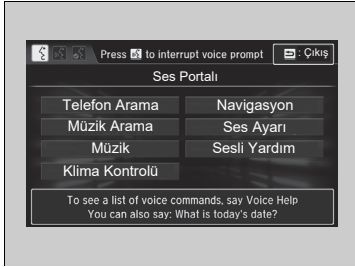 Press to interrupt voice prompt
: Çıkış
Ses Portalı
Telefon Arama
Navigasyon
Müzik Arama
Ses Ayarı
Müzik
Sesli Yardım
Klima Kontrolü
To see a list of voice commands, say Voice Help
You can also say: What is today's date?